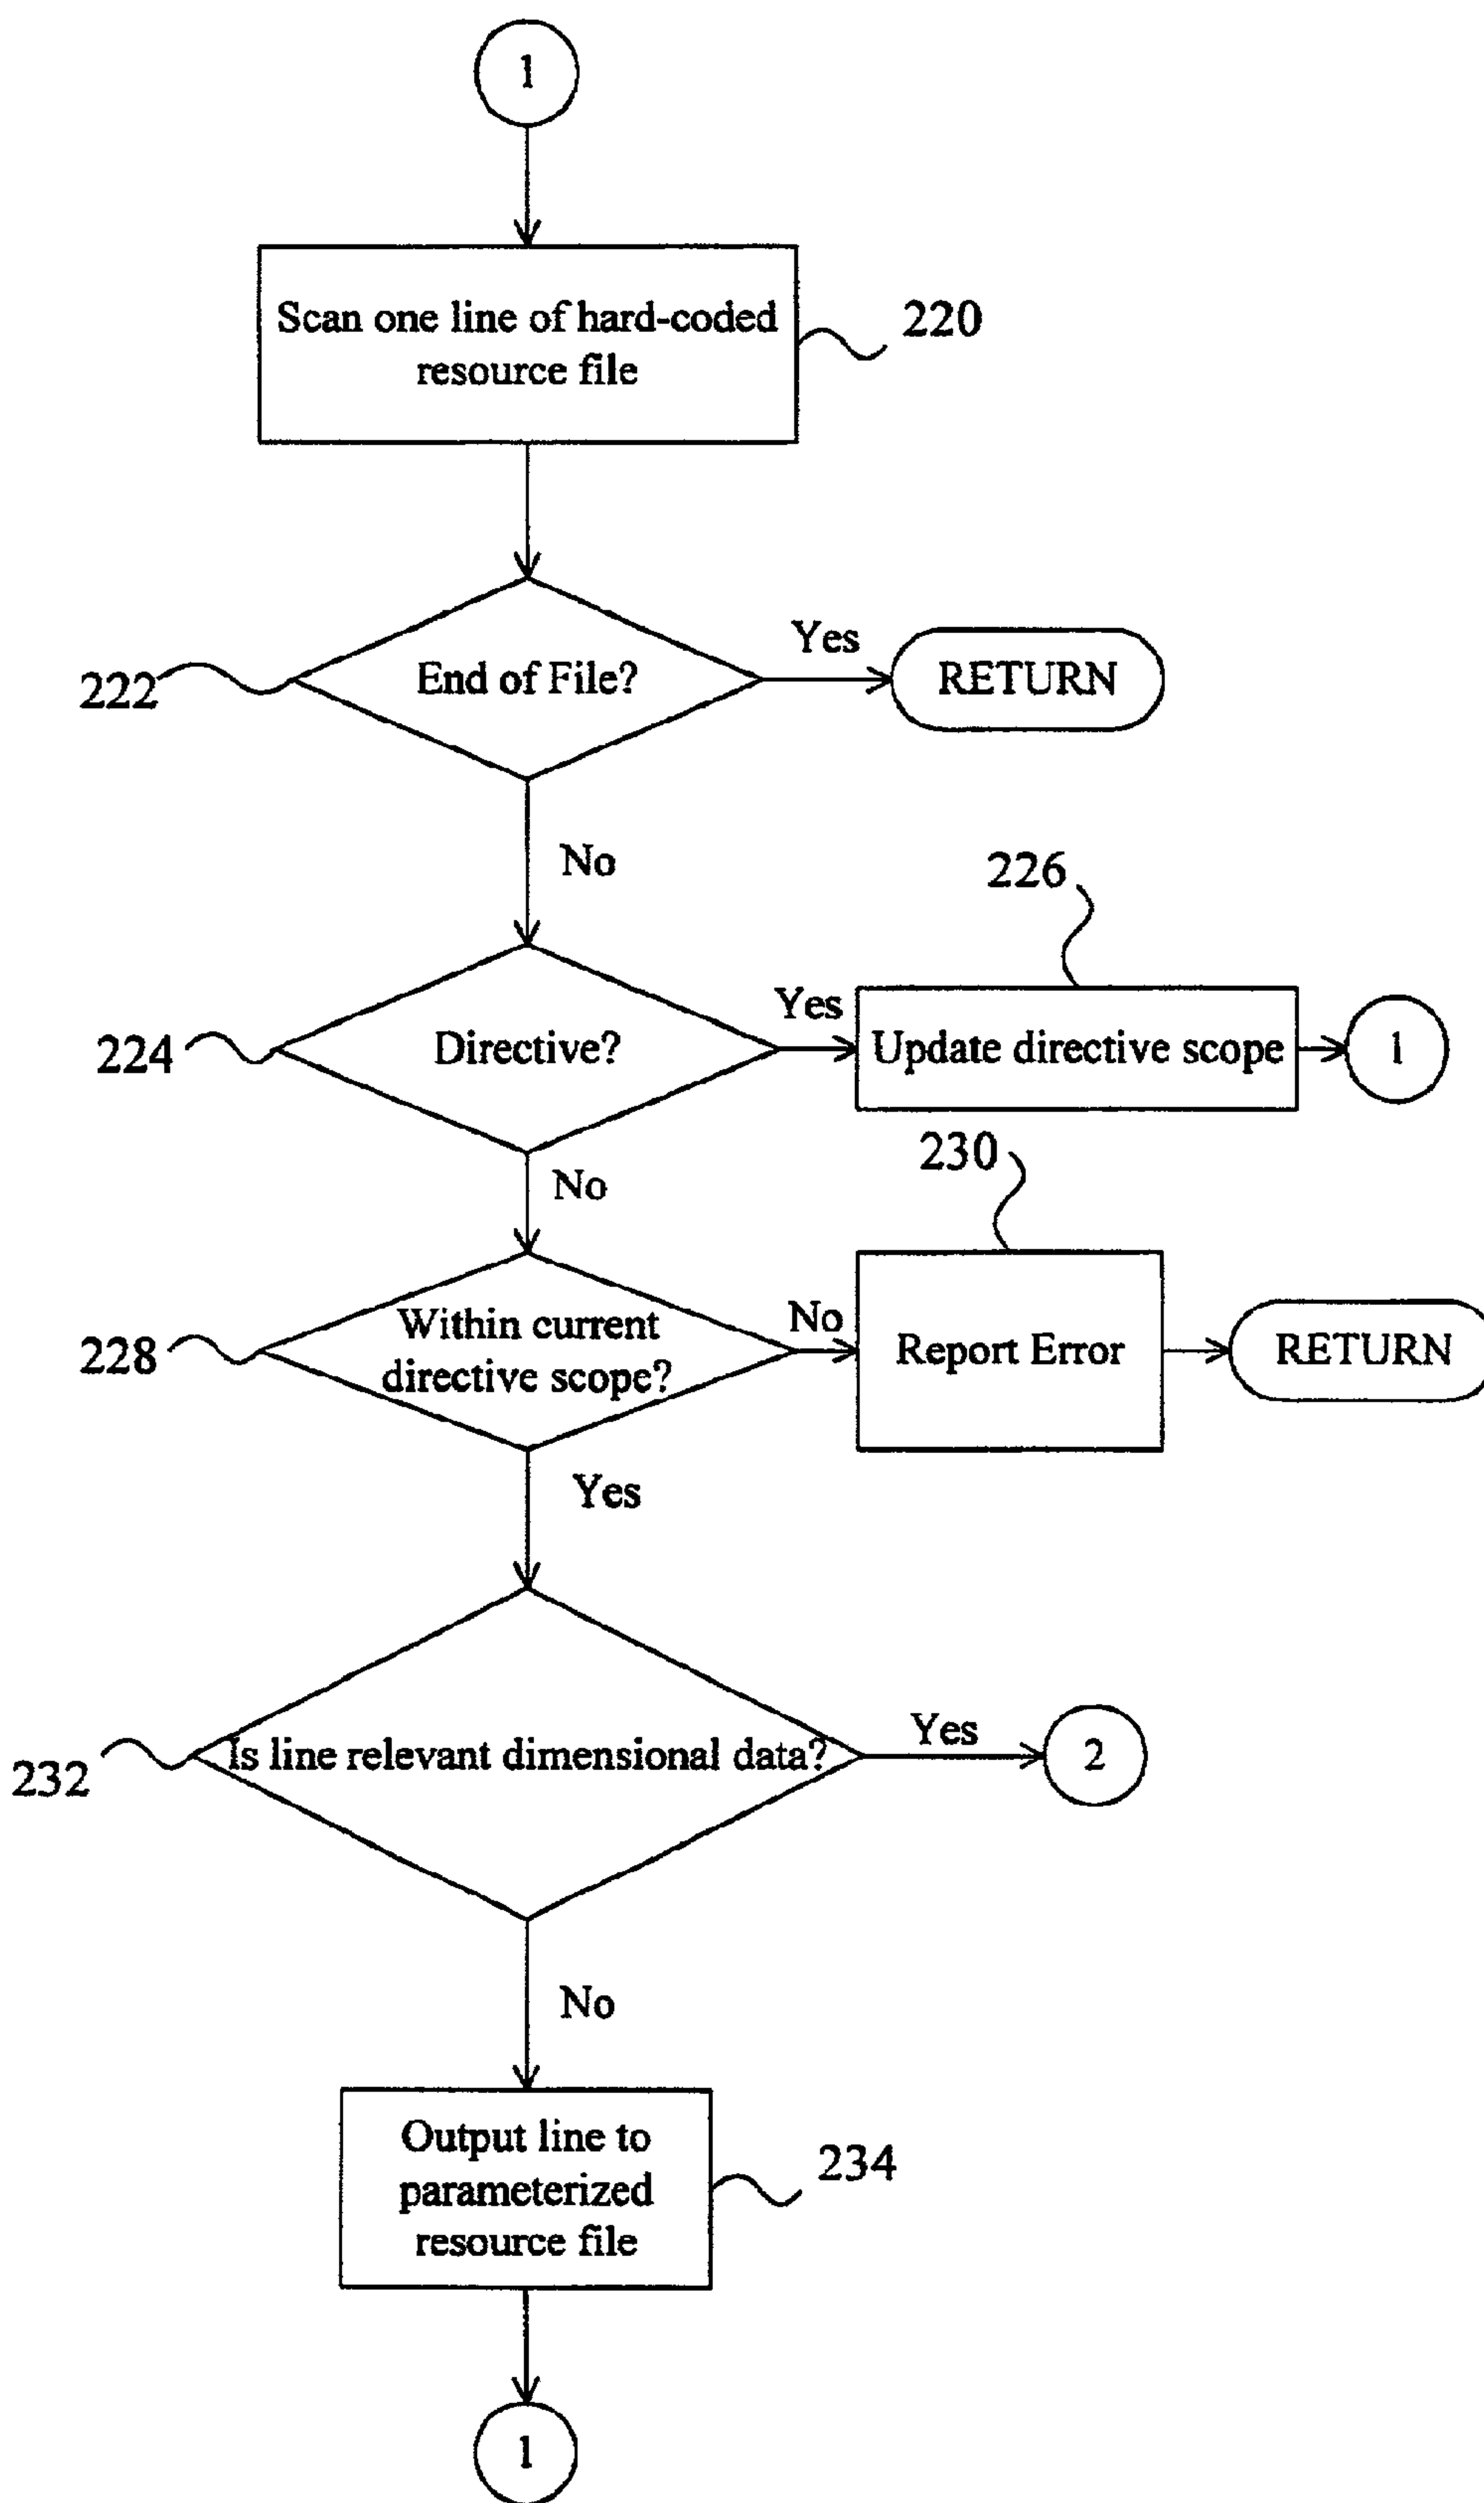 1
Scan one line of hard-coded
resource file
220
End of File?
Yes
RETURN
222
No
226
Directive?
Yes
Update directive scope
1
224
230
No
Within current
directive scope?
No
Report Error
RETURN
228
Yes
Is line relevant dimensional data?
Yes
2
232
No
Output line to
parameterized
resource file
234
1